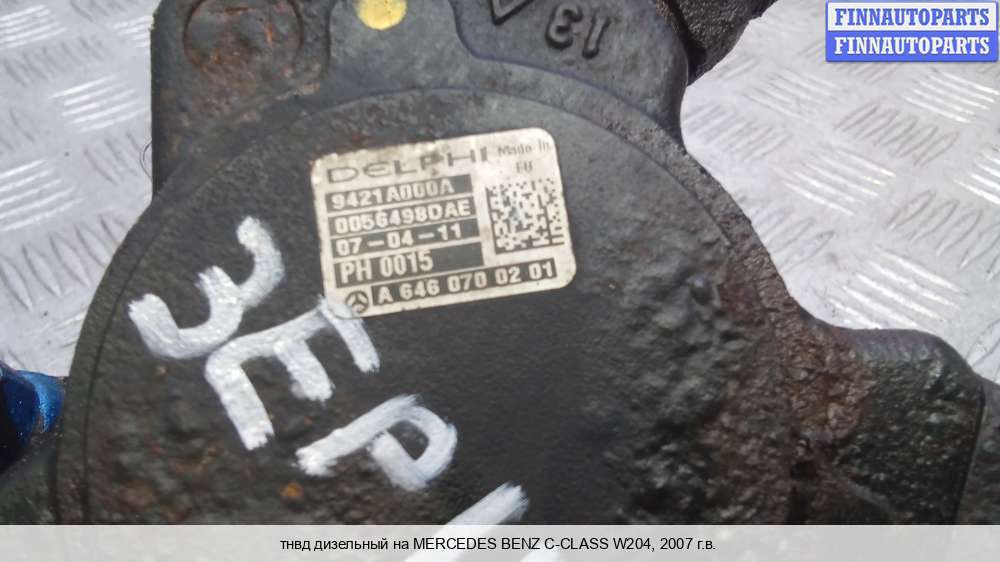 FINNAUTOPARTS
FINNAUTOPARTS
13
DELPHI
Made In
EU
9421A000A
0056498DAE
07-04-11
PH 0015
A 646 070 02 01
тнвд дизельный на MERCEDES BENZ C-CLASS W204, 2007 г.в.